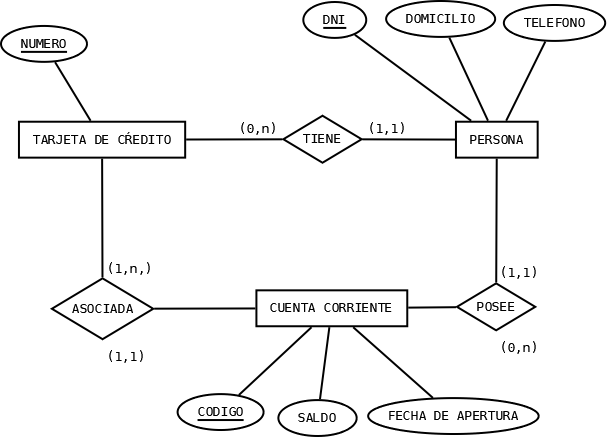 DNI
DOMICILIO
TELEFONO
NUMERO
(0,n)
(1,1)
TARJETA DE CŔEDITO
TIENE
PERSONA
(1,n,)
(1,1)
ASOCIADA
CUENTA CORRIENTE
POSEE
(1,1)
(0,n)
CODIGO
SALDO
FECHA DE APERTURA